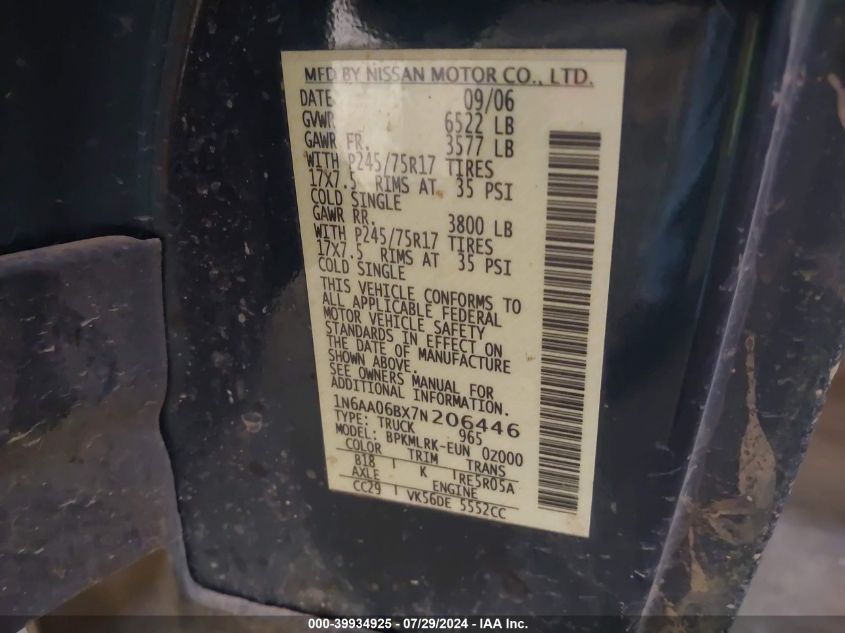 MFD BY NISSAN MOTOR CO., LTD.
DATE 09/06
GVWR 6522 LB
GAWR FR. 3577 LB
WITH P245/75R17 TIRES
17X7.5 RIMS AT 35 PSI
COLD SINGLE
GAWR RR. 3800 LB
WITH P245/75R17 TIRES
17X7.5 RIMS AT 35 PSI
COLD SINGLE
THIS VEHICLE CONFORMS TO
ALL APPLICABLE FEDERAL
MOTOR VEHICLE SAFETY
STANDARDS IN EFFECT ON
THE DATE OF MANUFACTURE
SHOWN ABOVE.
SEE OWNERS MANUAL FOR
ADDITIONAL INFORMATION.
1N6AA06BX7N206446
TYPE: TRUCK 965
MODEL: BPKMLRK-EUN 02000
COLOR TRIM TRANS
B18 K RE5R05A
AXLE ENGINE
CC29 VK56DE 5552CC
000-39934925 - 07/29/2024 - IAA Inc.